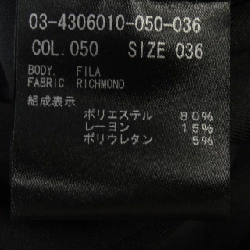 03-4306010-050-036
COL. 050 SIZE 036
BODY. FILA
FABRIC RICHMOND
組成表示
ポリエステル 80%
レーヨン 15%
ポリウレタン 5%